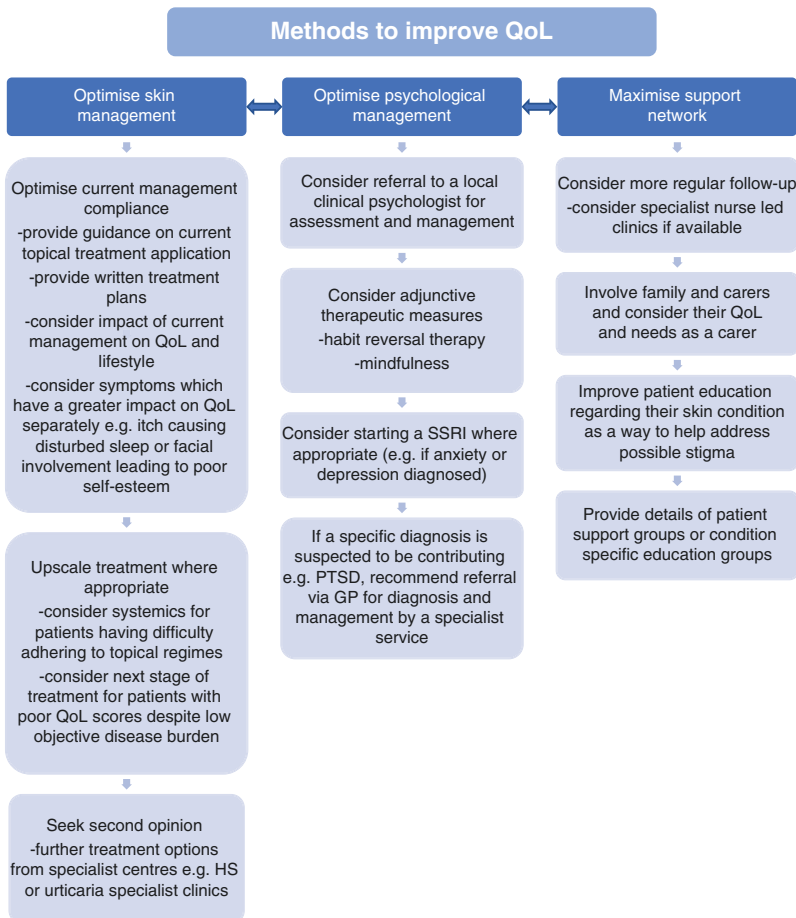 Methods to improve QoL
Optimise skin
management
Optimise current management
compliance
-provide guidance on current
topical treatment application
-provide written treatment
plans
-consider impact of current
management on QoL and
lifestyle
-consider symptoms which
have a greater impact on QoL
separately e.g. itch causing
disturbed sleep or facial
involvement leading to poor
self-esteem
Upscale treatment where
appropriate
-consider systemics for
patients having difficulty
adhering to topical regimes
-consider next stage of
treatment for patients with
poor QoL scores despite low
objective disease burden
Seek second opinion
-further treatment options
from specialist centres e.g. HS
or urticaria specialist clinics
Optimise psychological
management
Consider referral to a local
clinical psychologist for
assessment and management
Consider adjunctive
therapeutic measures
-habit reversal therapy
-mindfulness
Consider starting a SSRI where
appropriate (e.g. if anxiety or
depression diagnosed)
If a specific diagnosis is
suspected to be contributing
e.g. PTSD, recommend referral
via GP for diagnosis and
management by a specialist
service
Maximise support
network
Consider more regular follow-up
-consider specialist nurse led
clinics if available
Involve family and carers
and consider their QoL
and needs as a carer
Improve patient education
regarding their skin condition
as a way to help address
possible stigma
Provide details of patient
support groups or condition
specific education groups